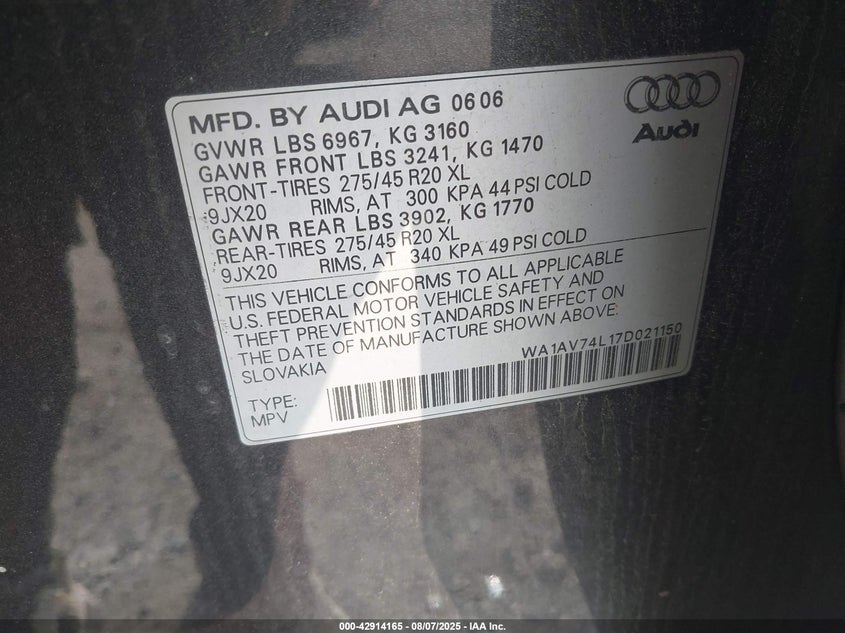 MFD. BY AUDI AG 06 06
Audi
GVWR LBS 6967, KG 3160
GAWR FRONT LBS 3241, KG 1470
FRONT-TIRES 275/45 R20 XL
9JX20 RIMS, AT 300 KPA 44 PSI COLD
GAWR REAR LBS 3902, KG 1770
REAR-TIRES 275/45 R20 XL
9JX20 RIMS, AT 340 KPA 49 PSI COLD
THIS VEHICLE CONFORMS TO ALL APPLICABLE
U.S. FEDERAL MOTOR VEHICLE SAFETY AND
THEFT PREVENTION STANDARDS IN EFFECT ON
THE DATE OF MANUFACTURE SHOWN ABOVE:
SLOVAKIA
WA1AV74L17D021150
TYPE:
MPV
000-42914165 - 08/07/2025 - IAA Inc.